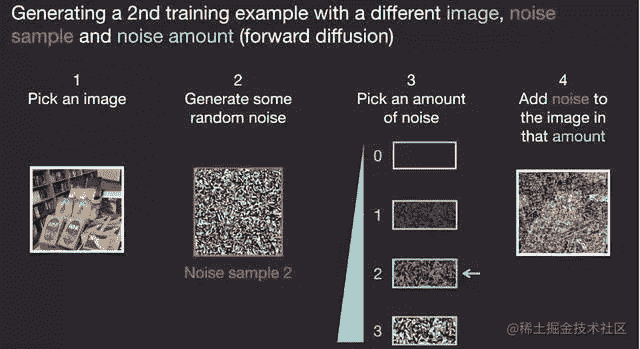 Generating a 2nd training example with a different image, noise
sample and noise amount (forward diffusion)
1
Pick an image
2
Generate some
random noise
Noise sample 2
3
Pick an amount
of noise
0
1
2
3
4
Add noise to
the image in
that amount
@稀土掘金技术社区